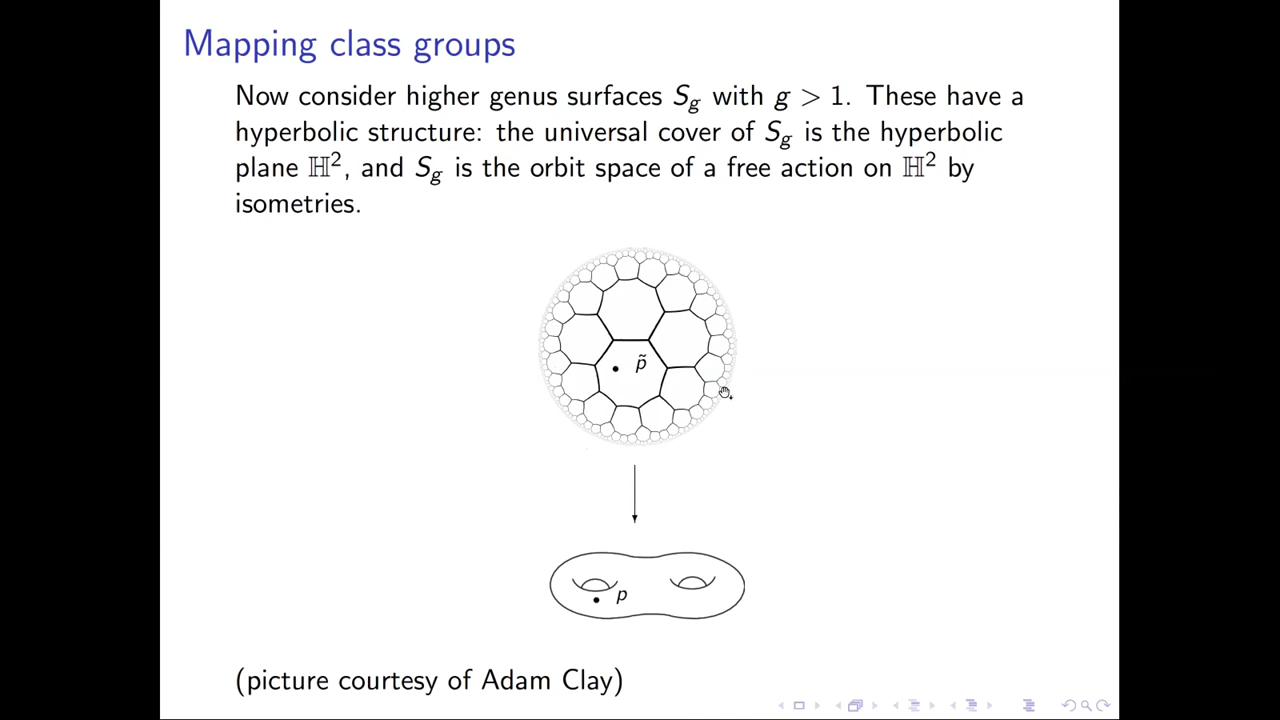 Mapping class groups
Now consider higher genus surfaces S_g with g > 1. These have a
hyperbolic structure: the universal cover of S_g is the hyperbolic
plane ℍ², and S_g is the orbit space of a free action on ℍ² by
isometries.
p̃
p
(picture courtesy of Adam Clay)